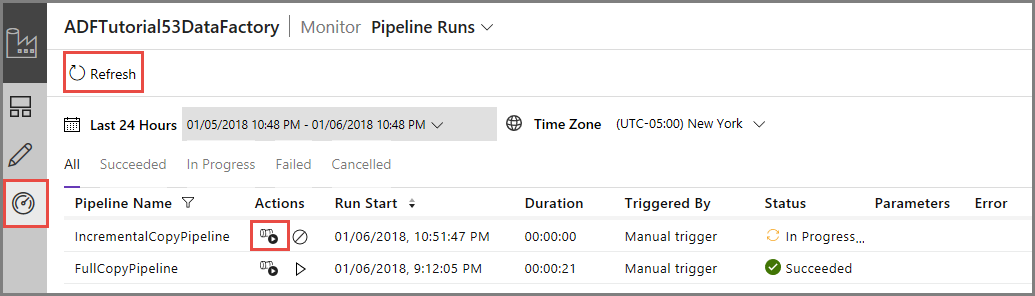 ADFTutorial53DataFactory Monitor Pipeline Runs
Refresh
Last 24 Hours 01/05/2018 10:48 PM - 01/06/2018 10:48 PM Time Zone (UTC-05:00) New York
All Succeeded In Progress Failed Cancelled
Pipeline Name Actions Run Start Duration Triggered By Status Parameters Error
IncrementalCopyPipeline 01/06/2018, 10:51:47 PM 00:00:00 Manual trigger In Progress...
FullCopyPipeline 01/06/2018, 9:12:05 PM 00:00:21 Manual trigger Succeeded